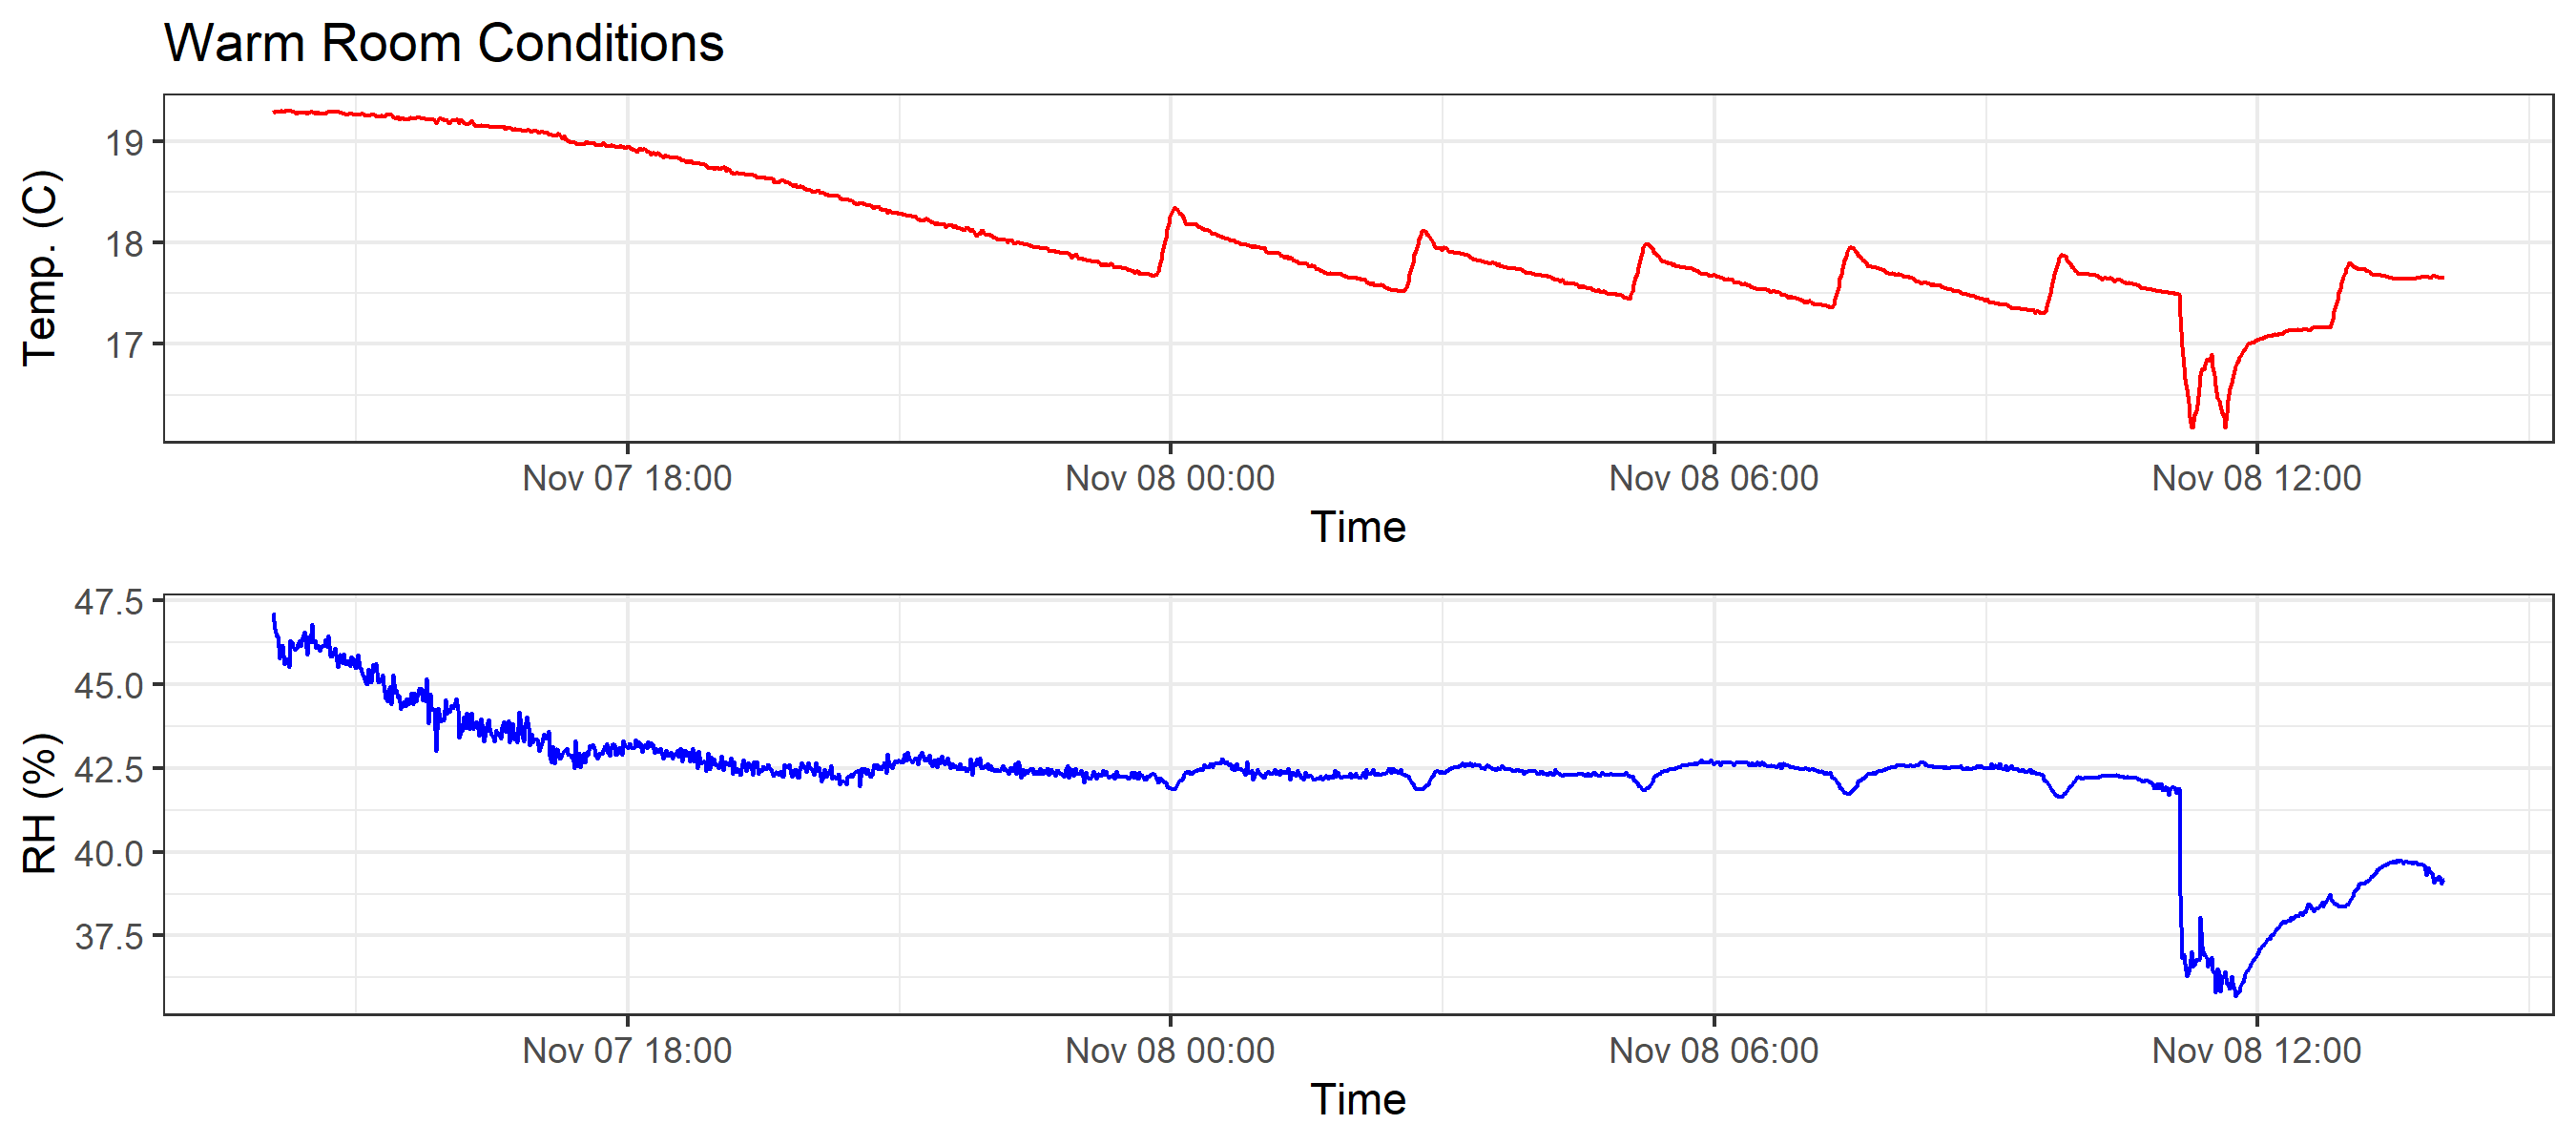 Warm Room Conditions
Temp. (C)
19
18
17
Nov 07 18:00 Nov 08 00:00 Nov 08 06:00 Nov 08 12:00
Time
RH (%)
47.5
45.0
42.5
40.0
37.5
Nov 07 18:00 Nov 08 00:00 Nov 08 06:00 Nov 08 12:00
Time